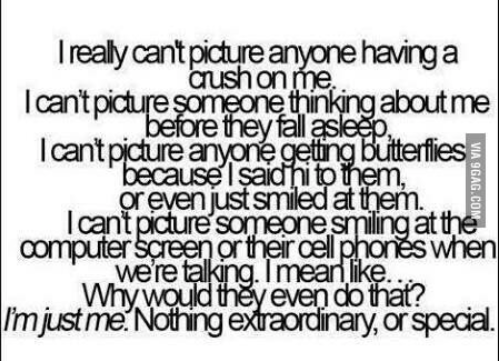 I really can't picture anyone having a
crush on me.
I can't picture someone thinking about me
before they fall asleep,
I can't picture anyone getting butterflies
because I said hi to them,
or even just smiled at them.
I can't picture someone smiling at the
computer screen or their cell phones when
we're talking. I mean like. . .
Why would they even do that?
I'm just me. Nothing extraordinary, or special.
VIA 9GAG.COM